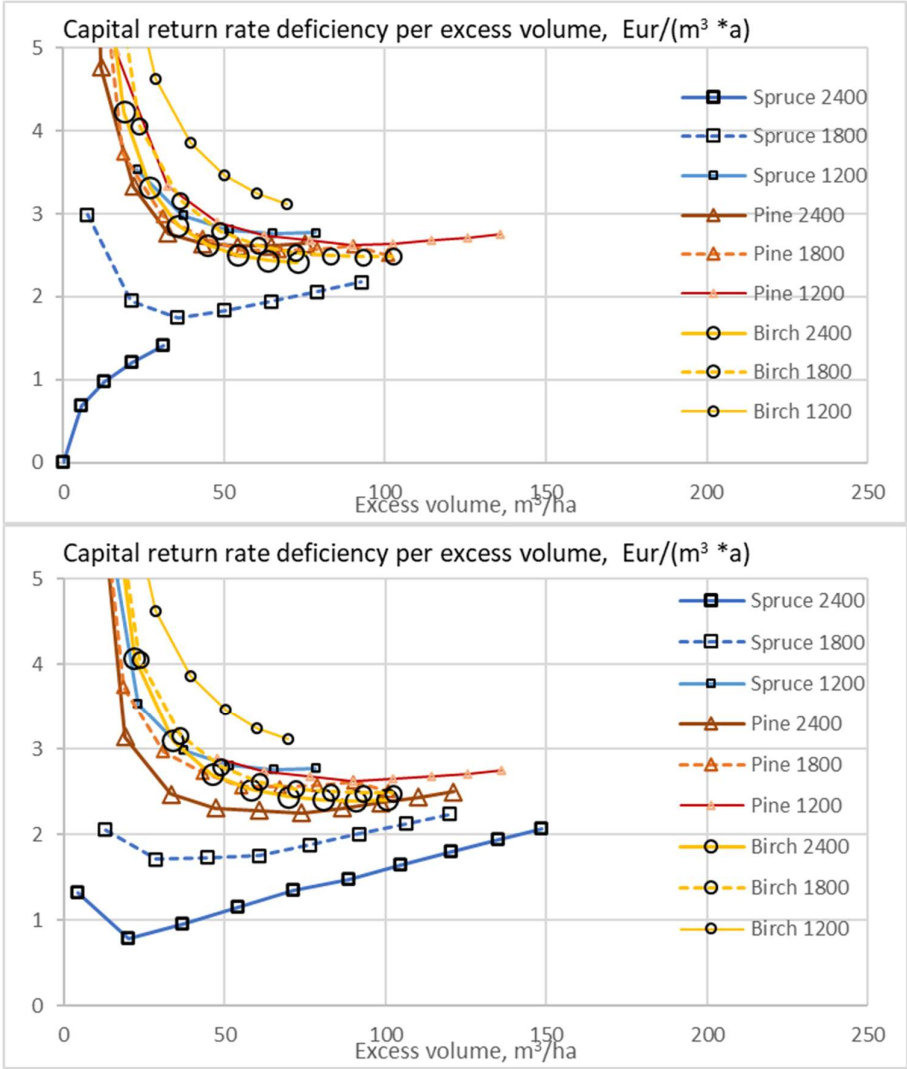 Capital return rate deficiency per excess volume, Eur/(m³ *a)
5
4
3
2
1
0
0 50 100 150 200 250
Excess volume, m³/ha
Spruce 2400
Spruce 1800
Spruce 1200
Pine 2400
Pine 1800
Pine 1200
Birch 2400
Birch 1800
Birch 1200
Capital return rate deficiency per excess volume, Eur/(m³ *a)
5
4
3
2
1
0
0 50 100 150 200 250
Excess volume, m³/ha
Spruce 2400
Spruce 1800
Spruce 1200
Pine 2400
Pine 1800
Pine 1200
Birch 2400
Birch 1800
Birch 1200